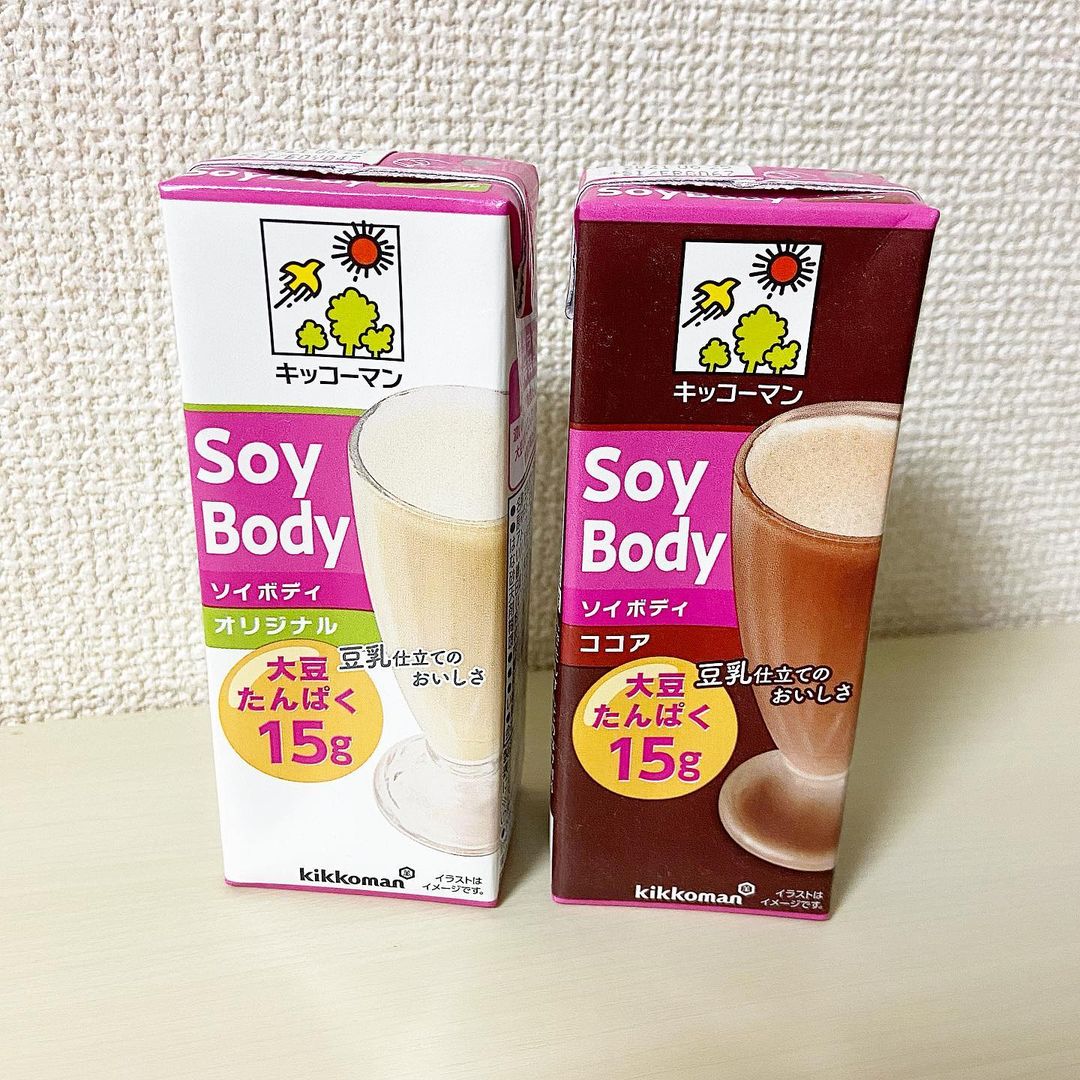 キッコーマン
Soy
Body
ソイボディ
オリジナル
大豆
たんぱく
15g
豆乳仕立ての
おいしさ
kikkoman
イラストは
イメージです。
キッコーマン
Soy
Body
ソイボディ
ココア
大豆
たんぱく
15g
豆乳仕立ての
おいしさ
kikkoman
イラストは
イメージです。